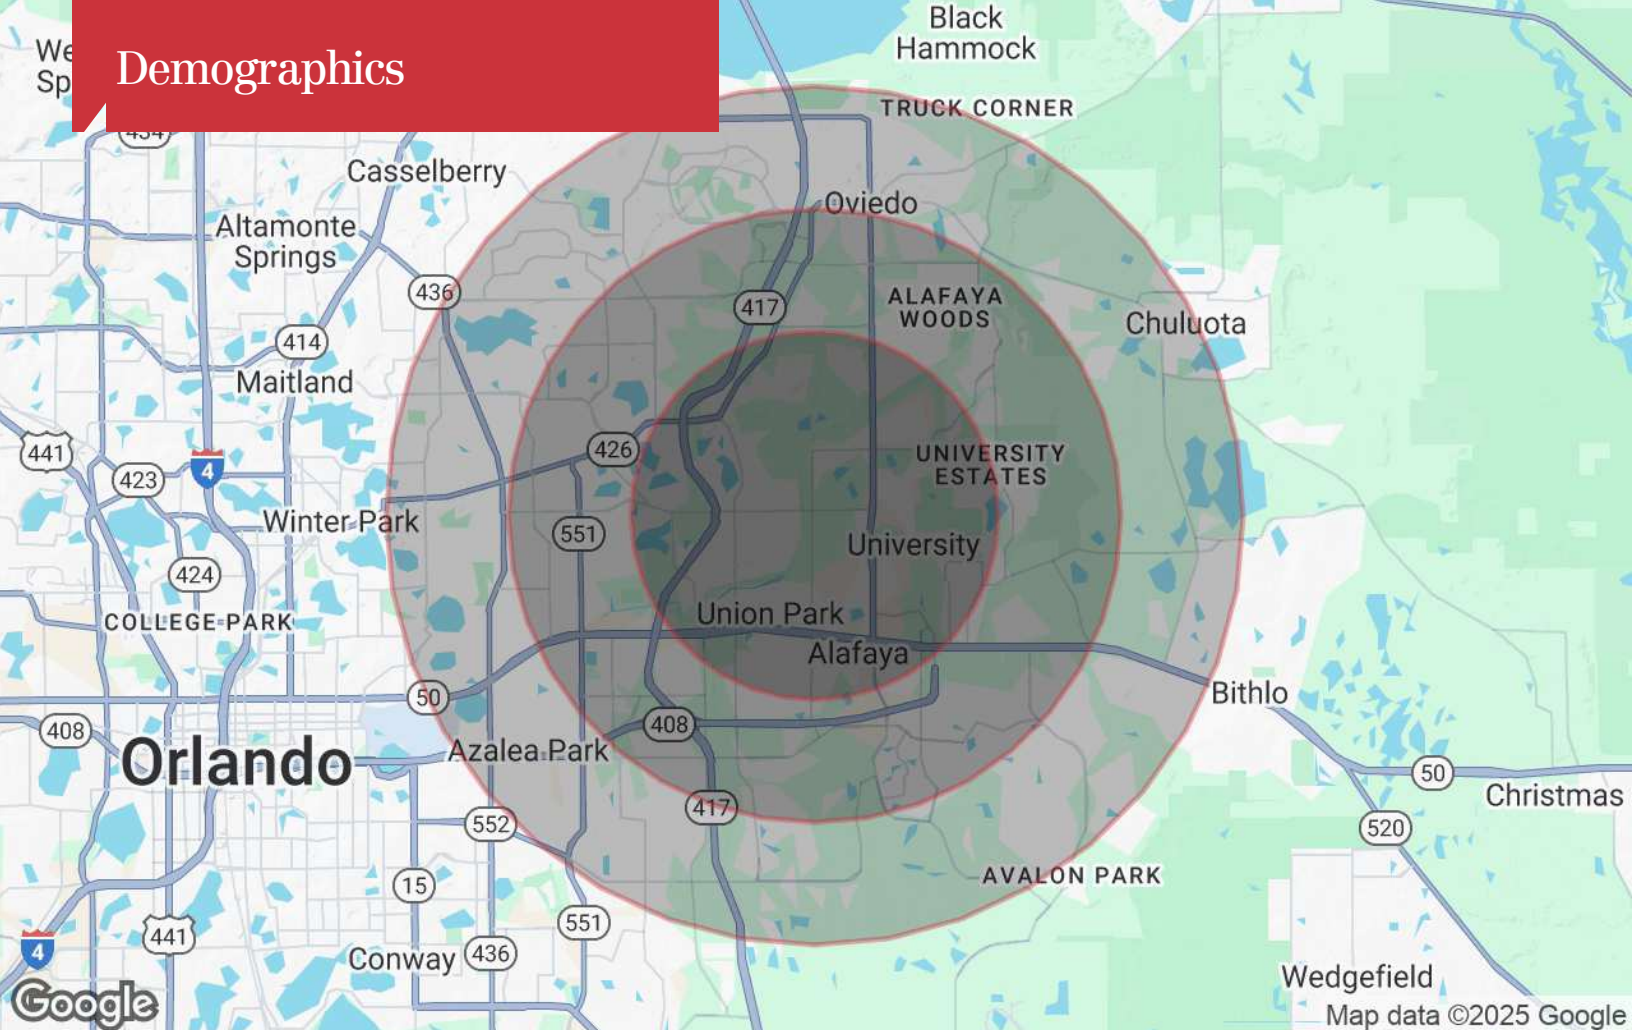 Demographics
Black
Hammock
We
Sp
434
TRUCK CORNER
Casselberry
Oviedo
Altamonte
Springs
436
417
ALAFAYA
WOODS
Chuluota
414
Maitland
441
423
4
426
UNIVERSITY
ESTATES
Winter Park
551
University
424
COLLEGE PARK
Union Park
Alafaya
50
Bithlo
408
408
Orlando
Azalea Park
50
Christmas
417
552
520
15
AVALON PARK
441
551
4
Conway
436
Wedgefield
Google
Map data ©2025 Google